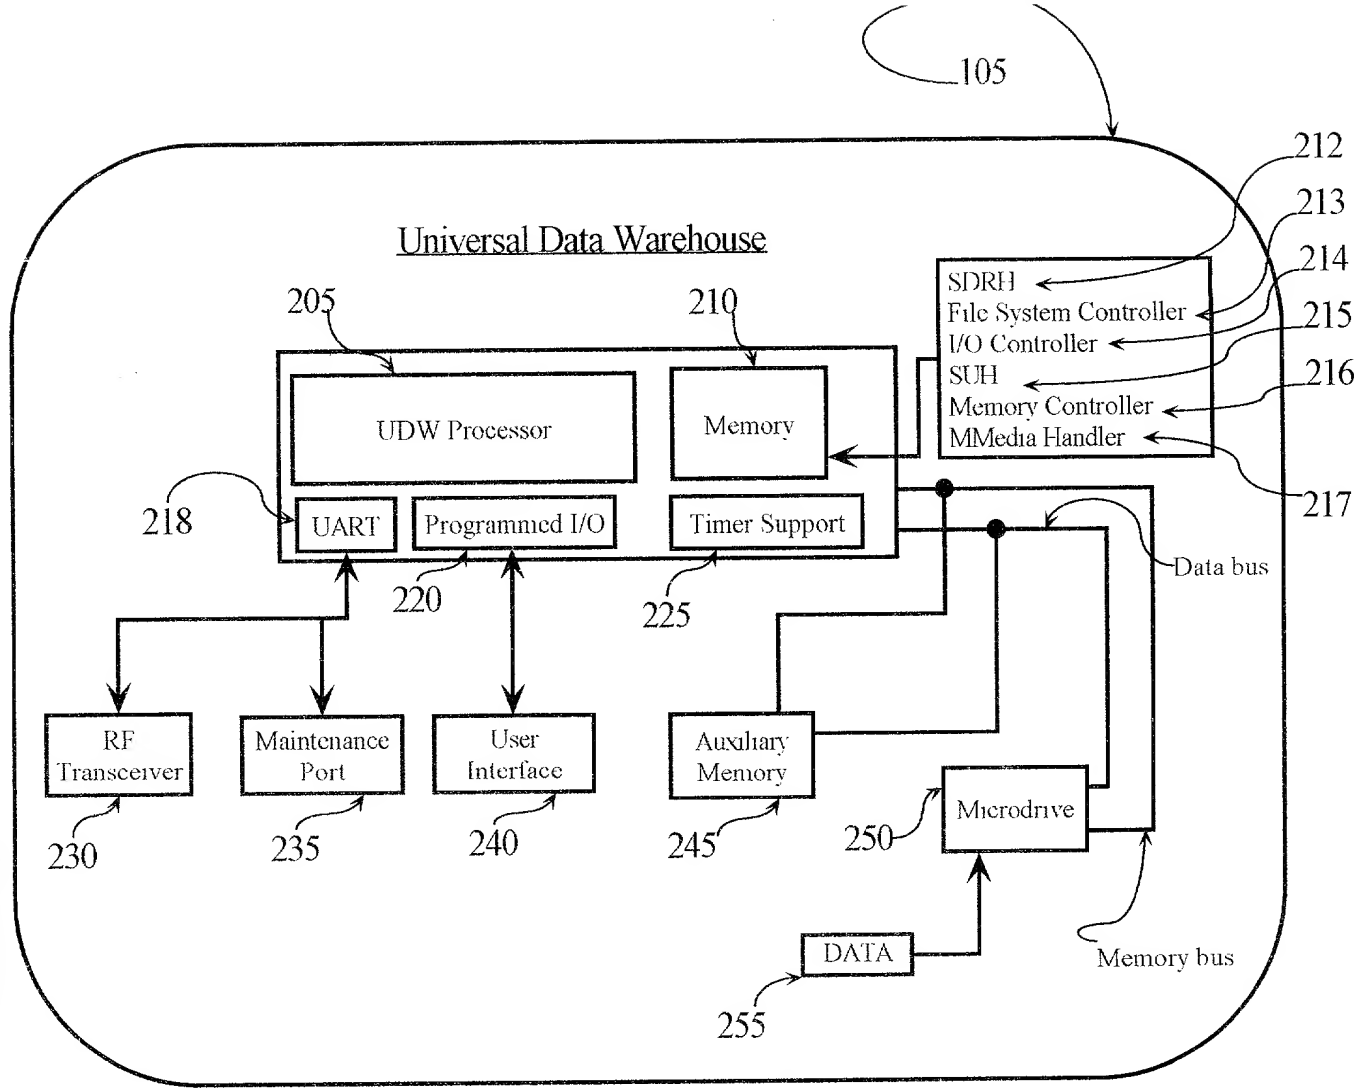 105
212
213
Universal Data Warehouse
214
SDRH
205
210
File System Controller
215
I/O Controller
SUH
216
Memory Controller
UDW Processor
Memory
MMedia Handler
217
218
UART
Programmed I/O
Timer Support
Data bus
220
225
RF
Transceiver
Maintenance
Port
User
Interface
Auxiliary
Memory
Microdrive
230
235
240
245
250
DATA
Memory bus
255